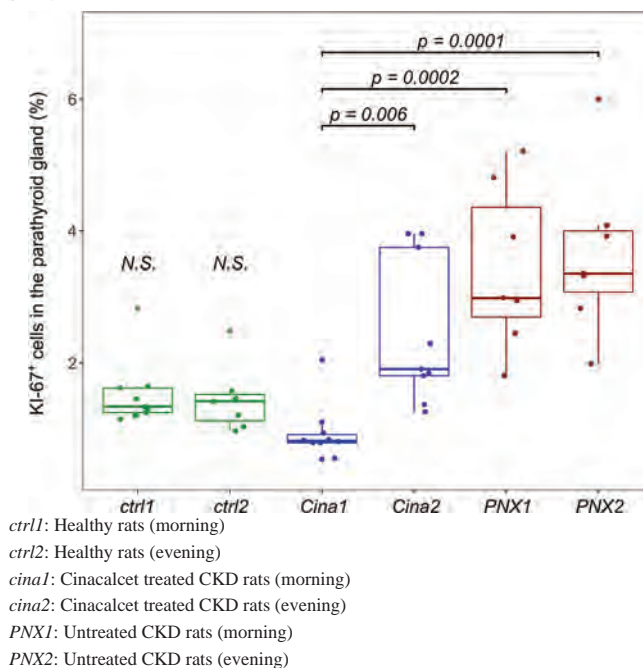 p = 0.0001
p = 0.0002
p = 0.006
6
4
2
KI-67⁺ cells in the parathyroid gland (%)
N.S.
N.S.
ctrl1 ctrl2 Cina1 Cina2 PNX1 PNX2
ctrl1: Healthy rats (morning)
ctrl2: Healthy rats (evening)
cina1: Cinacalcet treated CKD rats (morning)
cina2: Cinacalcet treated CKD rats (evening)
PNX1: Untreated CKD rats (morning)
PNX2: Untreated CKD rats (evening)